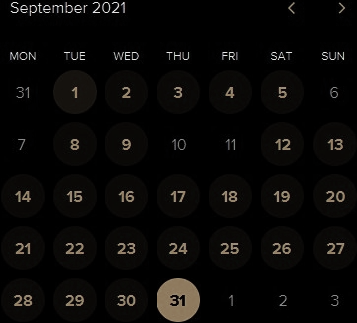 September 2021
MON TUE WED THU FRI SAT SUN
31 1 2 3 4 5 6
7 8 9 10 11 12 13
14 15 16 17 18 19 20
21 22 23 24 25 26 27
28 29 30 31 1 2 3